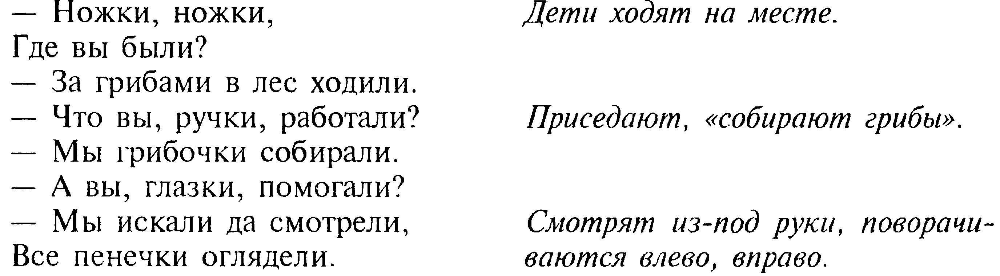 — Ножки, ножки,	Дети ходят на месте.
Где вы были?
— За грибами в лес ходили.
— Что вы, ручки, работали?	Приседают, «собирают грибы».
— Мы грибочки собирали.
— А вы, глазки, помогали?
— Мы искали да смотрели,	Смотрят из-под руки, поворачи-
Все пенечки оглядели.	ваются влево, вправо.